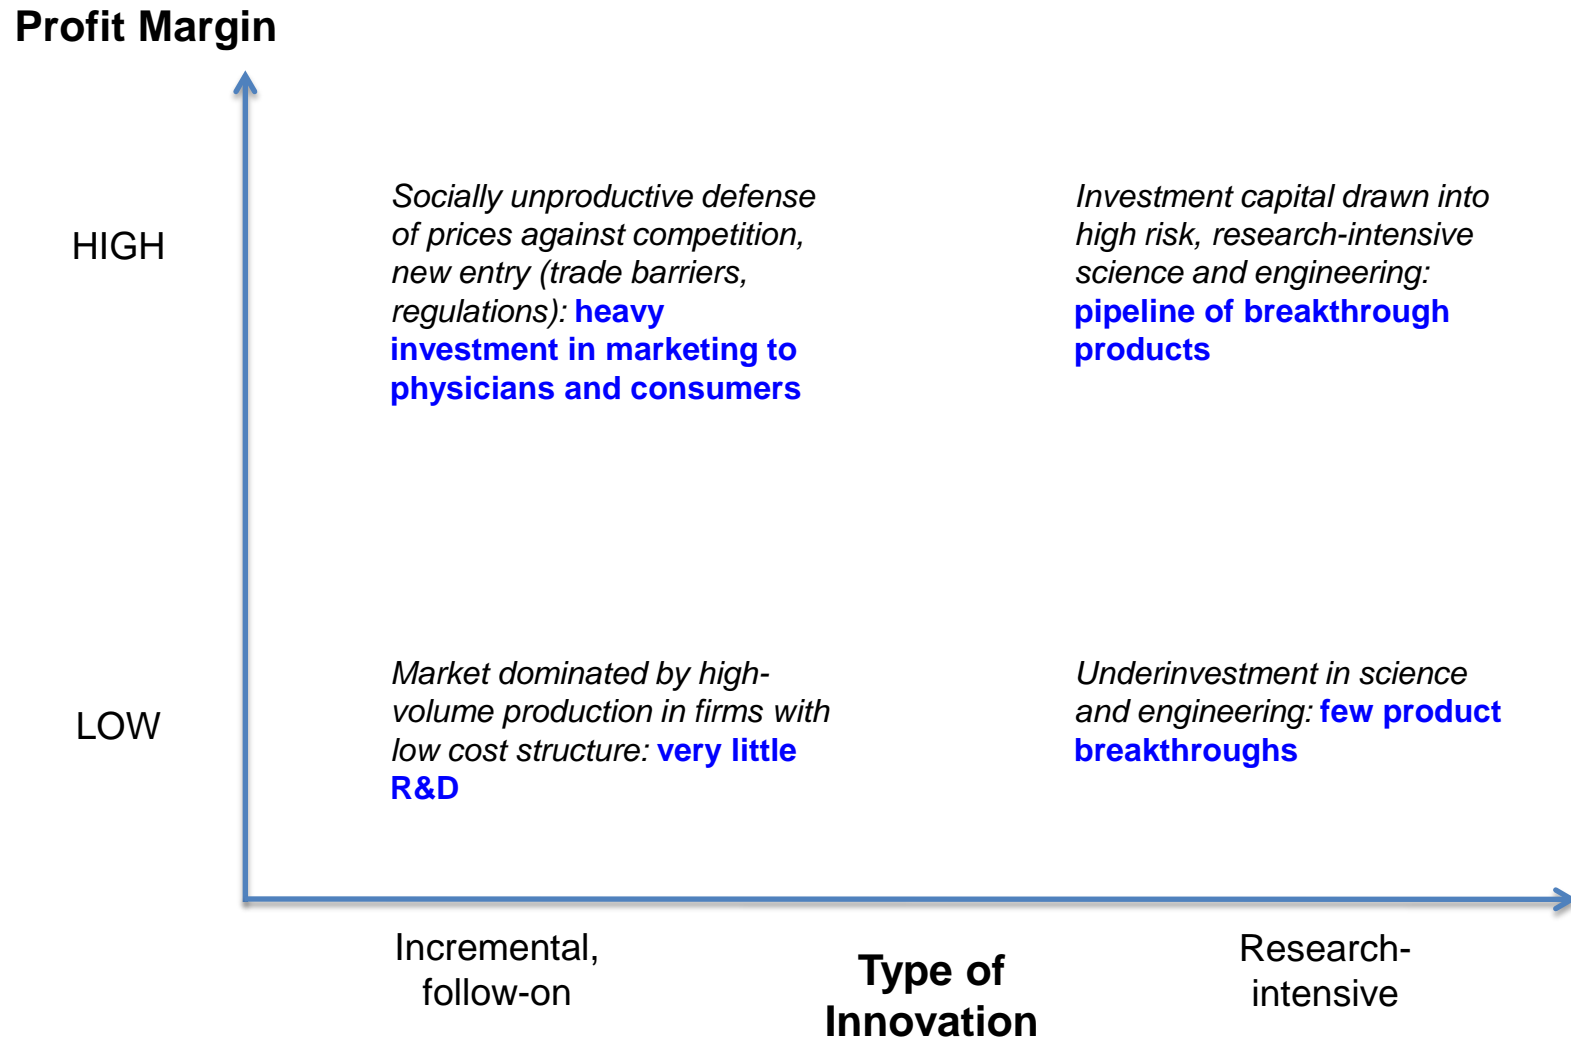 Profit Margin
HIGH
Socially unproductive defense
of prices against competition,
new entry (trade barriers,
regulations): heavy
investment in marketing to
physicians and consumers
Investment capital drawn into
high risk, research-intensive
science and engineering:
pipeline of breakthrough
products
LOW
Market dominated by high-
volume production in firms with
low cost structure: very little
R&D
Underinvestment in science
and engineering: few product
breakthroughs
Incremental,
follow-on
Type of
Innovation
Research-
intensive